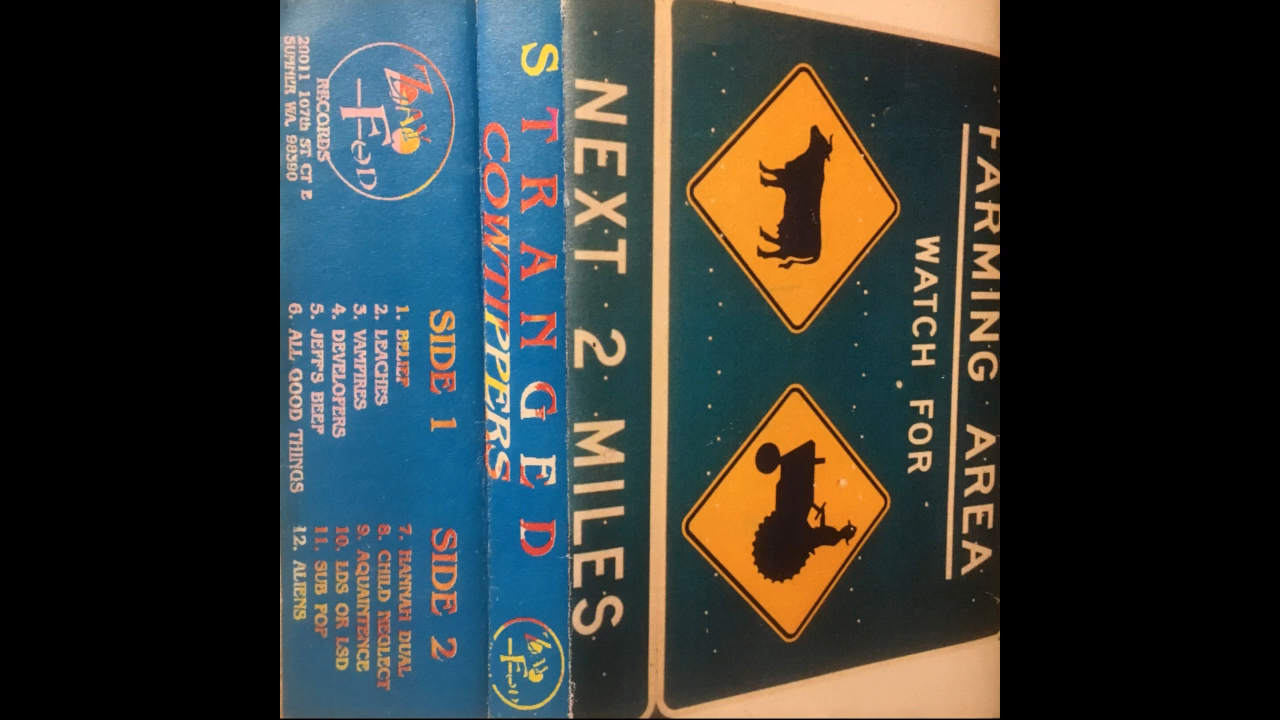 FARMING AREA
WATCH FOR
NEXT 2 MILES
STRANGED
COWTIPPERS
SIDE 1
1. BELIEF
2. LEACHES
3. VAMPIRES
4. DEVELOPERS
5. JEFF'S BEEF
6. ALL GOOD THINGS
SIDE 2
7. HANNAH DUAL
8. CHILD NEGLECT
9. AQUAINTENCE
10. LDS OR LSD
11. SUB POP
12. ALIENS
RECORDS
20011 107th ST CT E
SUMNER WA. 98390